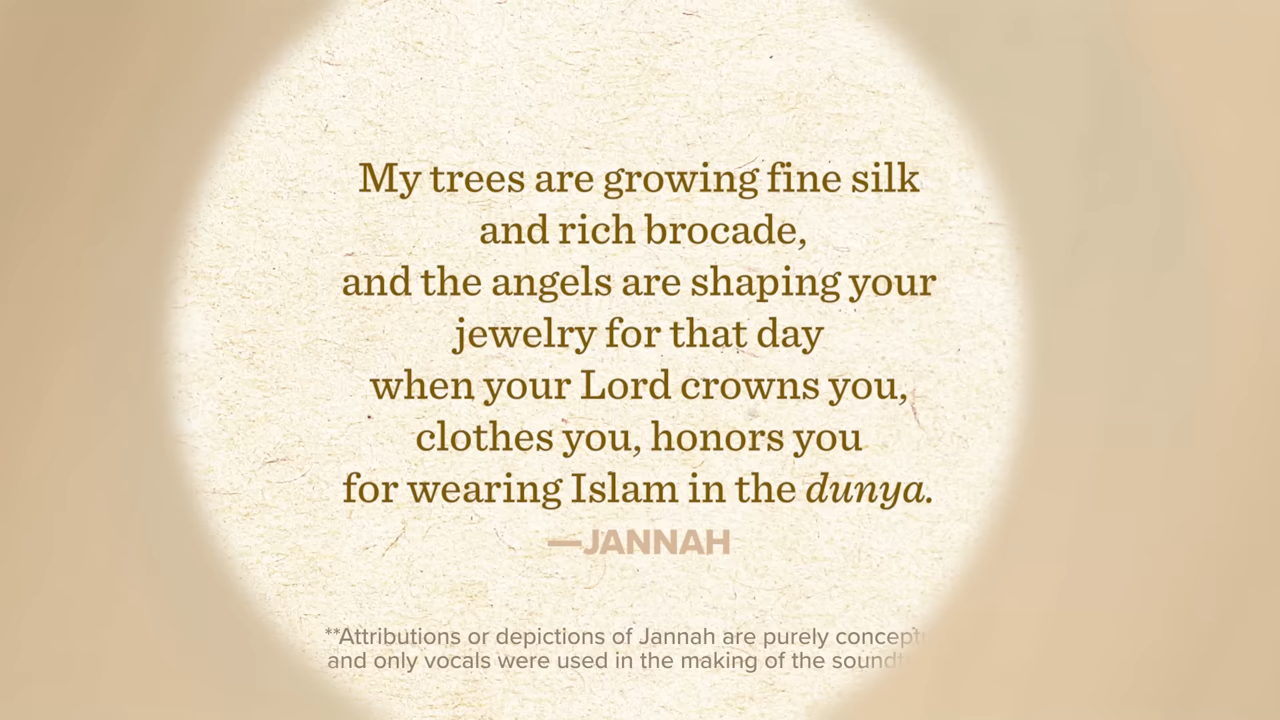 My trees are growing fine silk
and rich brocade,
and the angels are shaping your
jewelry for that day
when your Lord crowns you,
clothes you, honors you
for wearing Islam in the dunya.
—JANNAH
**Attributions or depictions of Jannah are purely
and only vocals were used in the making of the